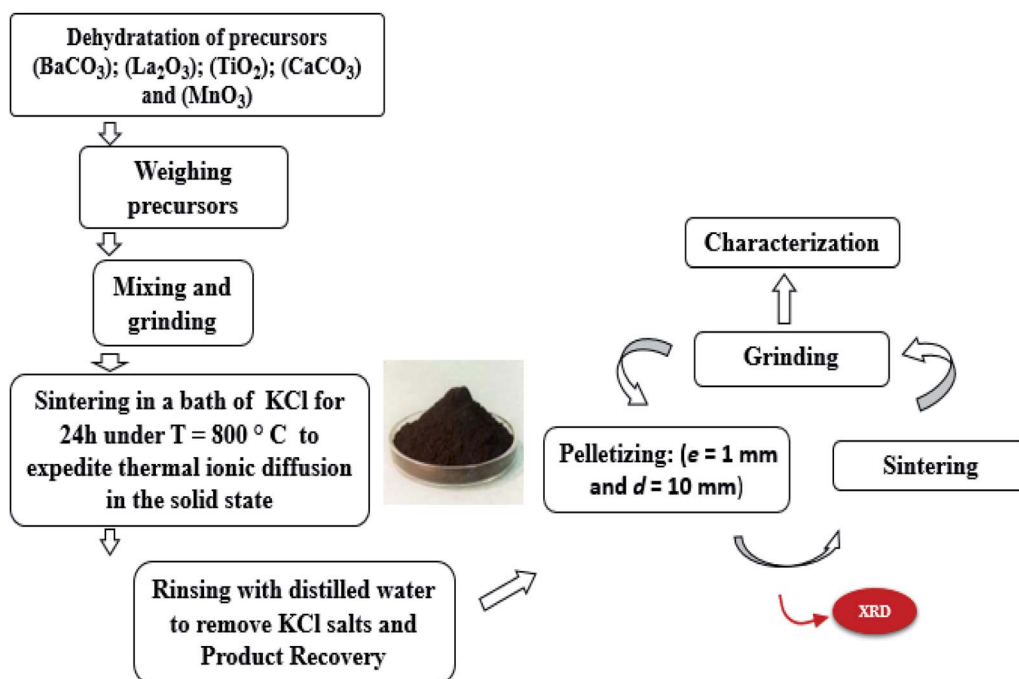 Dehydratation of precursors
(BaCO₃); (La₂O₃); (TiO₂); (CaCO₃)
and (MnO₃)
Weighing
precursors
Mixing and
grinding
Sintering in a bath of KCl for
24h under T = 800 ° C to
expedite thermal ionic diffusion
in the solid state
Rinsing with distilled water
to remove KCl salts and
Product Recovery
Characterization
Grinding
Pelletizing: (e = 1 mm
and d = 10 mm)
Sintering
XRD